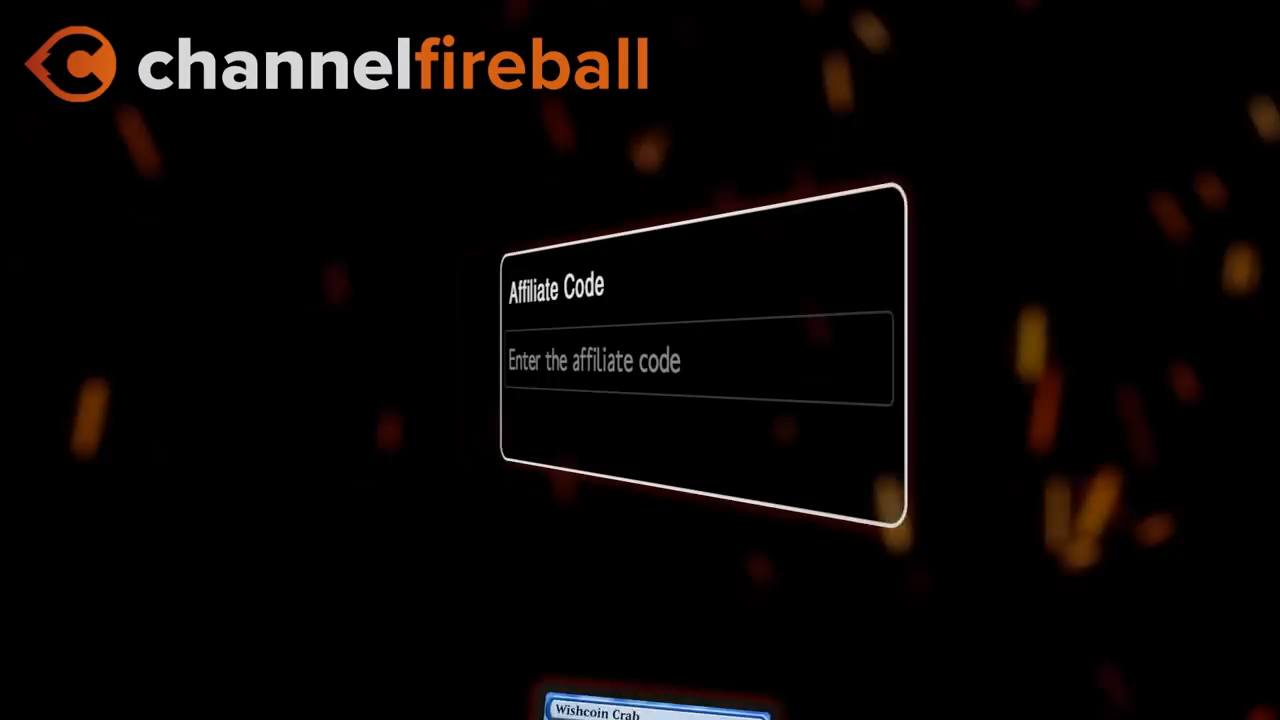 channelfireball
Affiliate Code
Enter the affiliate code
Wishcoin Crab